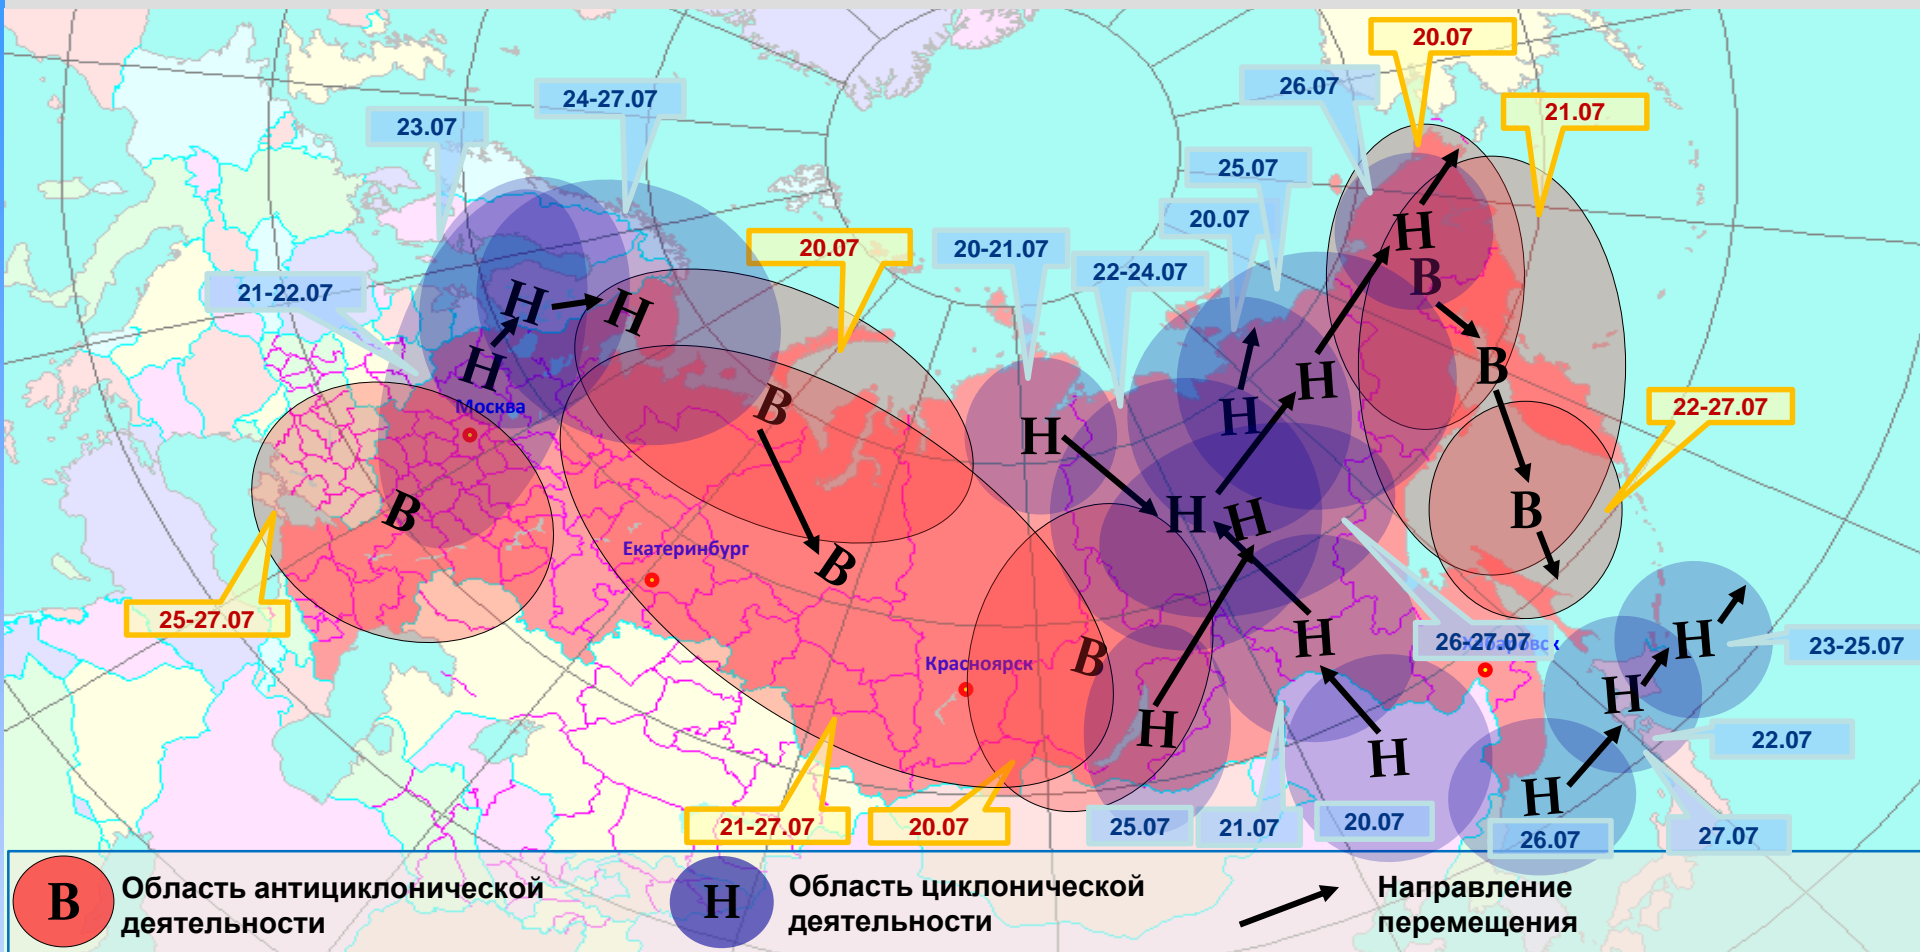 20.07
26.07
24-27.07
21.07
23.07
25.07
20.07
20.07
20-21.07
22-24.07
21-22.07
Н
В
Н
Н
Н
В
Н
Москва
В
Н
Н
22-27.07
В
Н
Н
В
Екатеринбург
В
25-27.07
Н
26-27.07
Н
23-25.07
Красноярск
В
Н
Н
Н
22.07
Н
21-27.07
20.07
25.07
21.07
20.07
26.07
27.07
В
Область антициклонической
деятельности
Н
Область циклонической
деятельности
Направление
перемещения